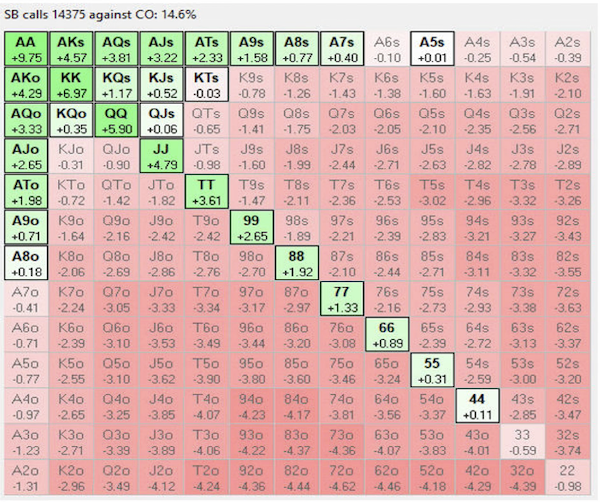 SB calls 14375 against CO: 14.6%
AA AKs AQs AJs ATs A9s A8s A7s A6s A5s A4s A3s A2s
+9.75 +4.57 +3.81 +3.22 +2.33 +1.58 +0.77 +0.40 -0.10 +0.01 -0.25 -0.54 -0.39
AKo KK KQs KJs KTs K9s K8s K7s K6s K5s K4s K3s K2s
+4.29 +6.97 +1.17 +0.52 -0.03 -0.78 -1.26 -1.43 -1.38 -1.60 -1.63 -1.91 -2.10
AQo KQo QQ QJs QTs Q9s Q8s Q7s Q6s Q5s Q4s Q3s Q2s
+3.33 +0.35 +5.90 +0.06 -0.65 -1.41 -1.75 -2.03 -2.05 -2.10 -2.35 -2.56 -2.71
AJo KJo QJo JJ JTs J9s J8s J7s J6s J5s J4s J3s J2s
+2.65 -0.31 -0.90 +4.79 -0.98 -1.60 -1.99 -2.44 -2.71 -2.63 -2.82 -2.78 -2.89
ATo KTo QTo JTo TT T9s T8s T7s T6s T5s T4s T3s T2s
+1.98 -0.72 -1.42 -1.82 +3.61 -1.47 -2.11 -2.36 -2.53 -3.02 -2.96 -3.32 -3.26
A9o K9o Q9o J9o T9o 99 98s 97s 96s 95s 94s 93s 92s
+0.71 -1.64 -2.16 -2.42 -2.42 +2.65 -1.89 -2.21 -2.39 -2.83 -3.21 -3.27 -3.43
A8o K8o Q8o J8o T8o 98o 88 87s 86s 85s 84s 83s 82s
+0.18 -2.06 -2.69 -2.86 -2.76 -2.70 +1.92 -2.10 -2.44 -2.71 -3.11 -3.32 -3.55
A7o K7o Q7o J7o T7o 97o 87o 77 76s 75s 74s 73s 72s
-0.41 -2.24 -3.05 -3.33 -3.34 -3.17 -2.97 +1.33 -2.16 -2.73 -2.93 -3.38 -3.63
A6o K6o Q6o J6o T6o 96o 86o 76o 66 65s 64s 63s 62s
-0.71 -2.39 -3.10 -3.53 -3.49 -3.44 -3.20 -3.08 +0.89 -2.39 -2.72 -3.13 -3.37
A5o K5o Q5o J5o T5o 95o 85o 75o 65o 55 54s 53s 52s
-0.77 -2.55 -3.10 -3.62 -3.90 -3.80 -3.60 -3.46 -3.24 +0.31 -2.59 -3.00 -3.20
A4o K4o Q4o J4o T4o 94o 84o 74o 64o 54o 44 43s 42s
-0.97 -2.65 -3.25 -3.85 -4.07 -4.23 -4.17 -3.81 -3.56 -3.37 +0.11 -2.85 -3.47
A3o K3o Q3o J3o T3o 93o 83o 73o 63o 53o 43o 33 32s
-1.23 -2.71 -3.39 -3.89 -4.06 -4.22 -4.37 -4.36 -4.07 -3.83 -4.01 -0.59 -3.74
A2o K2o Q2o J2o T2o 92o 82o 72o 62o 52o 42o 32o 22
-1.31 -2.96 -3.49 -4.12 -4.24 -4.36 -4.44 -4.62 -4.46 -4.18 -4.29 -4.39 -0.98